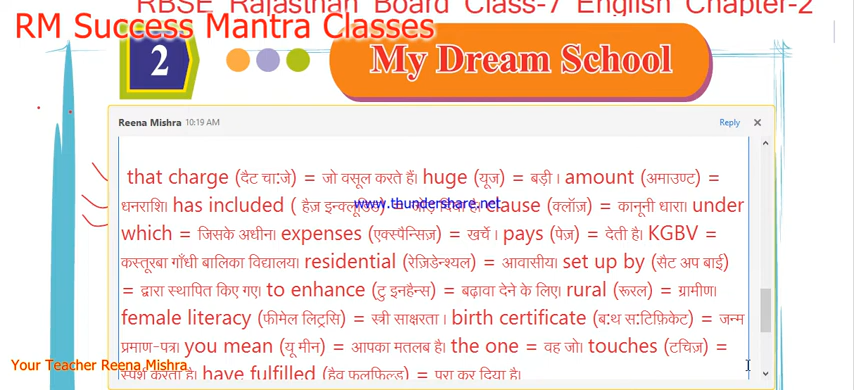 RBSE Rajasthan Board Class-7 English Chapter-2
RM Success Mantra Classes
2
My Dream School
Reena Mishra 10:19 AM
Reply
that charge (दैट चा:जे) = जो वसूल करते हैं। huge (यूज) = बड़ी । amount (अमाउण्ट) =
धनराशि। has included ( हैज़ इन्क्लूडिड) = जोड़ दिया है। clause (क्लॉज़) = कानूनी धारा। under
www.thundershare.net
which = जिसके अधीन। expenses (एक्स्पैन्सिज़) = खर्चे । pays (पेज़) = देती है। KGBV =
कस्तूरबा गाँधी बालिका विद्यालय। residential (रेज़िडेन्श्यल) = आवासीय। set up by (सैट अप बाई)
= द्वारा स्थापित किए गए। to enhance (टु इनहैन्स) = बढ़ावा देने के लिए। rural (रूरल) = ग्रामीण।
female literacy (फ़ीमेल लिट्रसि) = स्त्री साक्षरता । birth certificate (ब:थ स:टिफ़िकेट) = जन्म
प्रमाण-पत्र। you mean (यू मीन) = आपका मतलब है। the one = वह जो। touches (टचिज़) =
स्पर्श करता है। have fulfilled (हैव फुलफिल्ड) = पूरा कर दिया है।
Your Teacher Reena Mishra.